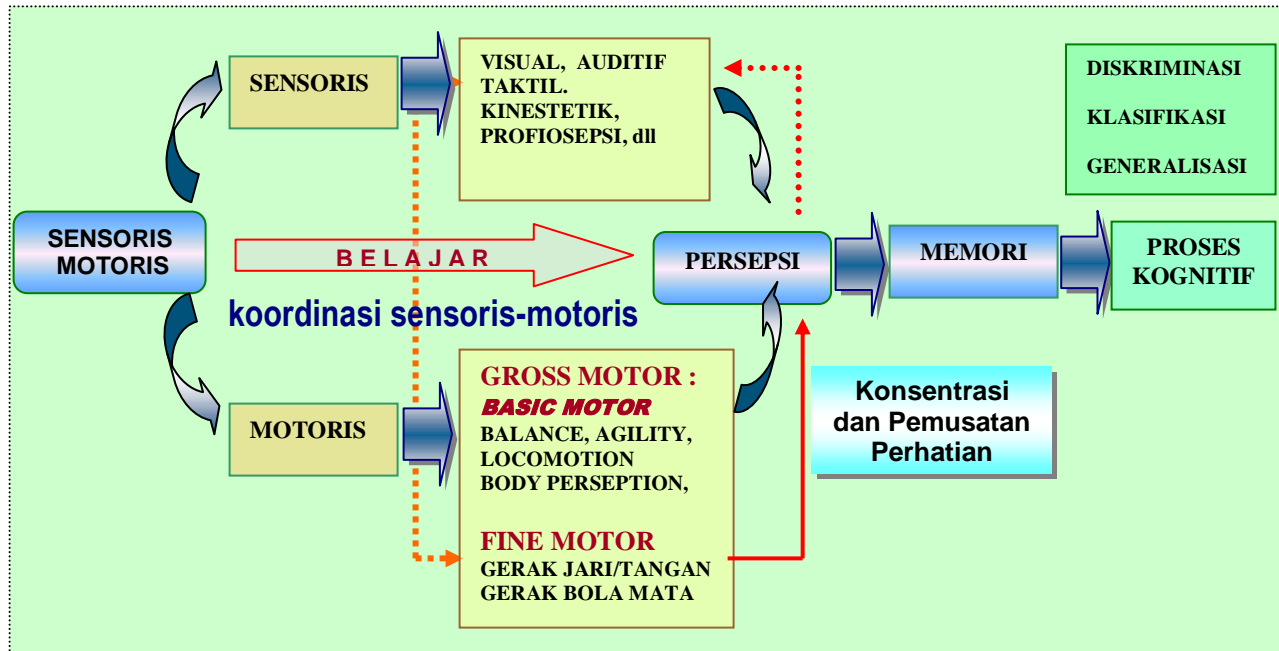 SENSORIS
VISUAL, AUDITIF
TAKTIL.
KINESTETIK,
PROFIOSEPSI, dll
DISKRIMINASI
KLASIFIKASI
GENERALISASI
SENSORIS
MOTORIS
B E L A J A R
koordinasi sensoris-motoris
PERSEPSI
MEMORI
PROSES
KOGNITIF
MOTORIS
GROSS MOTOR :
BASIC MOTOR
BALANCE, AGILITY,
LOCOMOTION
BODY PERSEPTION,
FINE MOTOR
GERAK JARI/TANGAN
GERAK BOLA MATA
Konsentrasi
dan Pemusatan
Perhatian